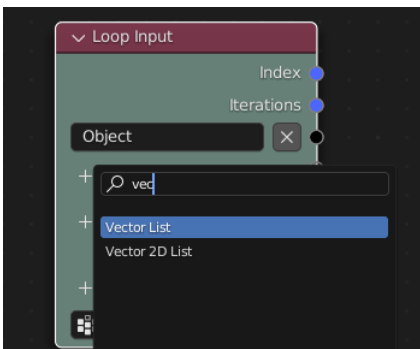 Loop Input
Index
Iterations
Object
vec
Vector List
Vector 2D List